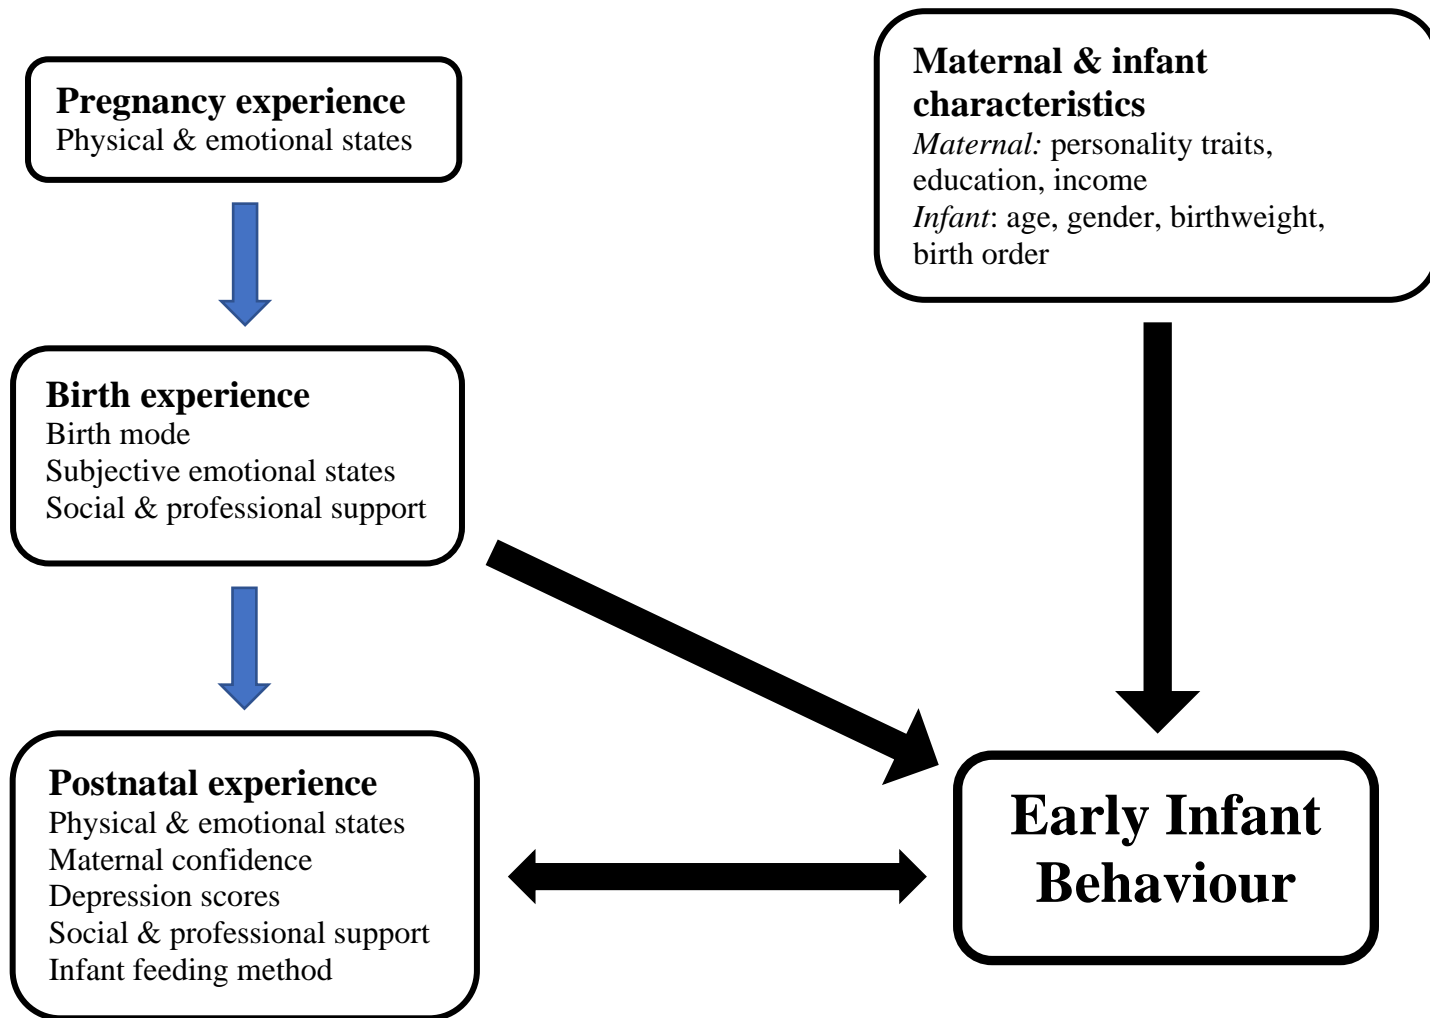 Pregnancy experience
Physical & emotional states
Maternal & infant
characteristics
Maternal: personality traits,
education, income
Infant: age, gender, birthweight,
birth order
Birth experience
Birth mode
Subjective emotional states
Social & professional support
Postnatal experience
Physical & emotional states
Maternal confidence
Depression scores
Social & professional support
Infant feeding method
Early Infant
Behaviour